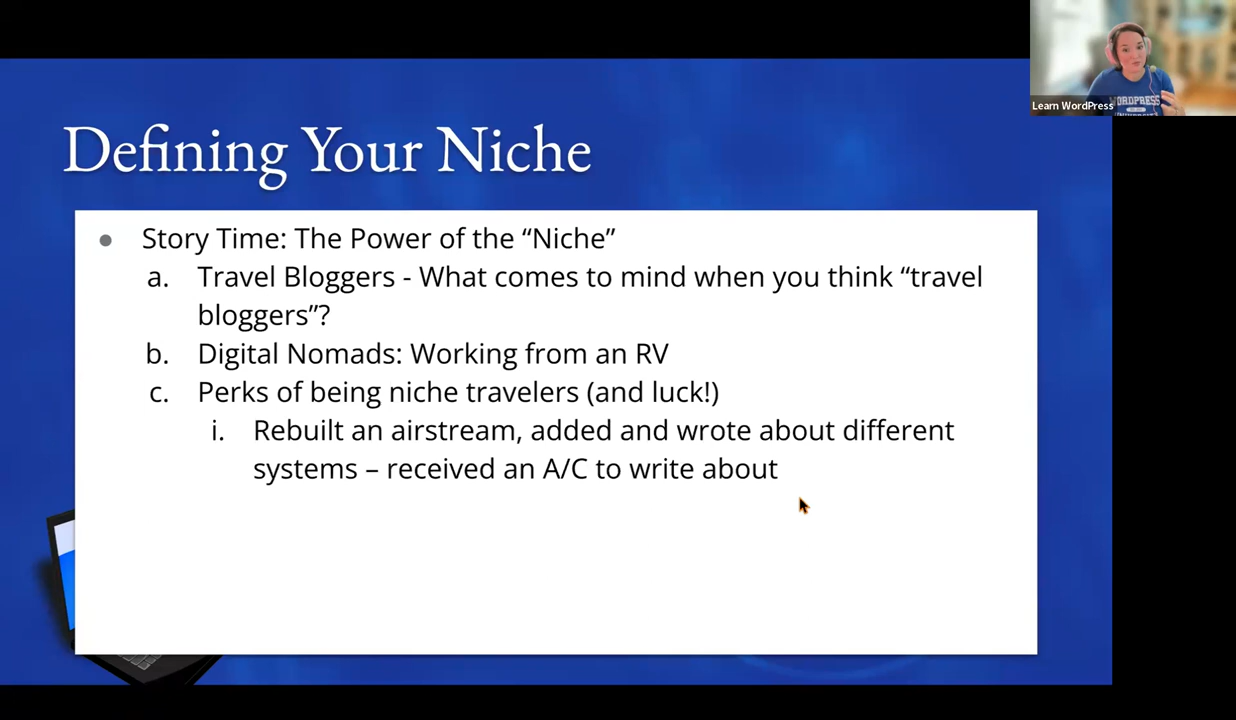 Defining Your Niche
● Story Time: The Power of the “Niche”
a. Travel Bloggers - What comes to mind when you think “travel
bloggers”?
b. Digital Nomads: Working from an RV
c. Perks of being niche travelers (and luck!)
i. Rebuilt an airstream, added and wrote about different
systems – received an A/C to write about
Learn WordPress
WORDPRESS